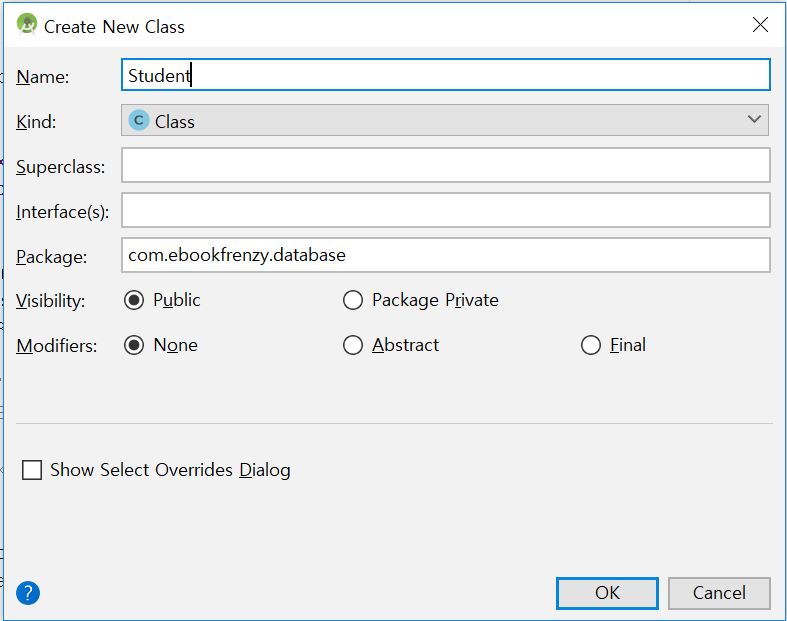 Create New Class
Name: Student
Kind: C Class
Superclass:
Interface(s):
Package: com.ebookfrenzy.database
Visibility: Public Package Private
Modifiers: None Abstract Final
Show Select Overrides Dialog
? OK Cancel